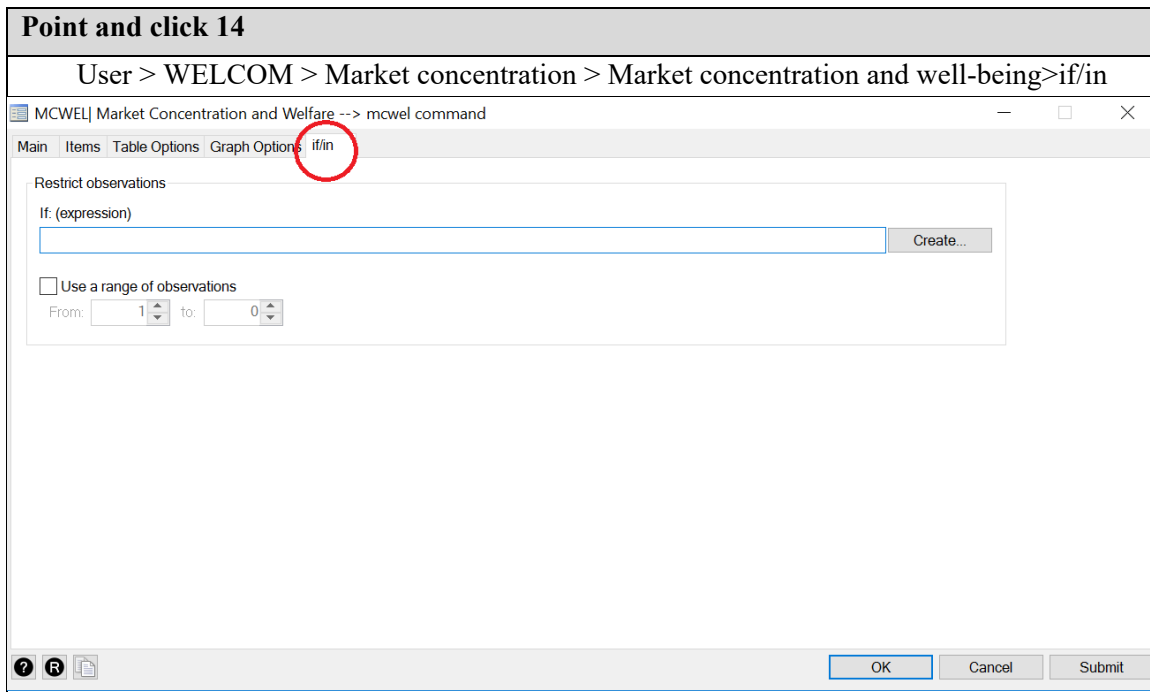 Point and click 14
User > WELCOM > Market concentration > Market concentration and well-being>if/in
MCWEL| Market Concentration and Welfare --> mcwel command
Main Items Table Options Graph Options if/in
Restrict observations
If: (expression)
Create...
Use a range of observations
From: 1 to: 0
? R OK Cancel Submit